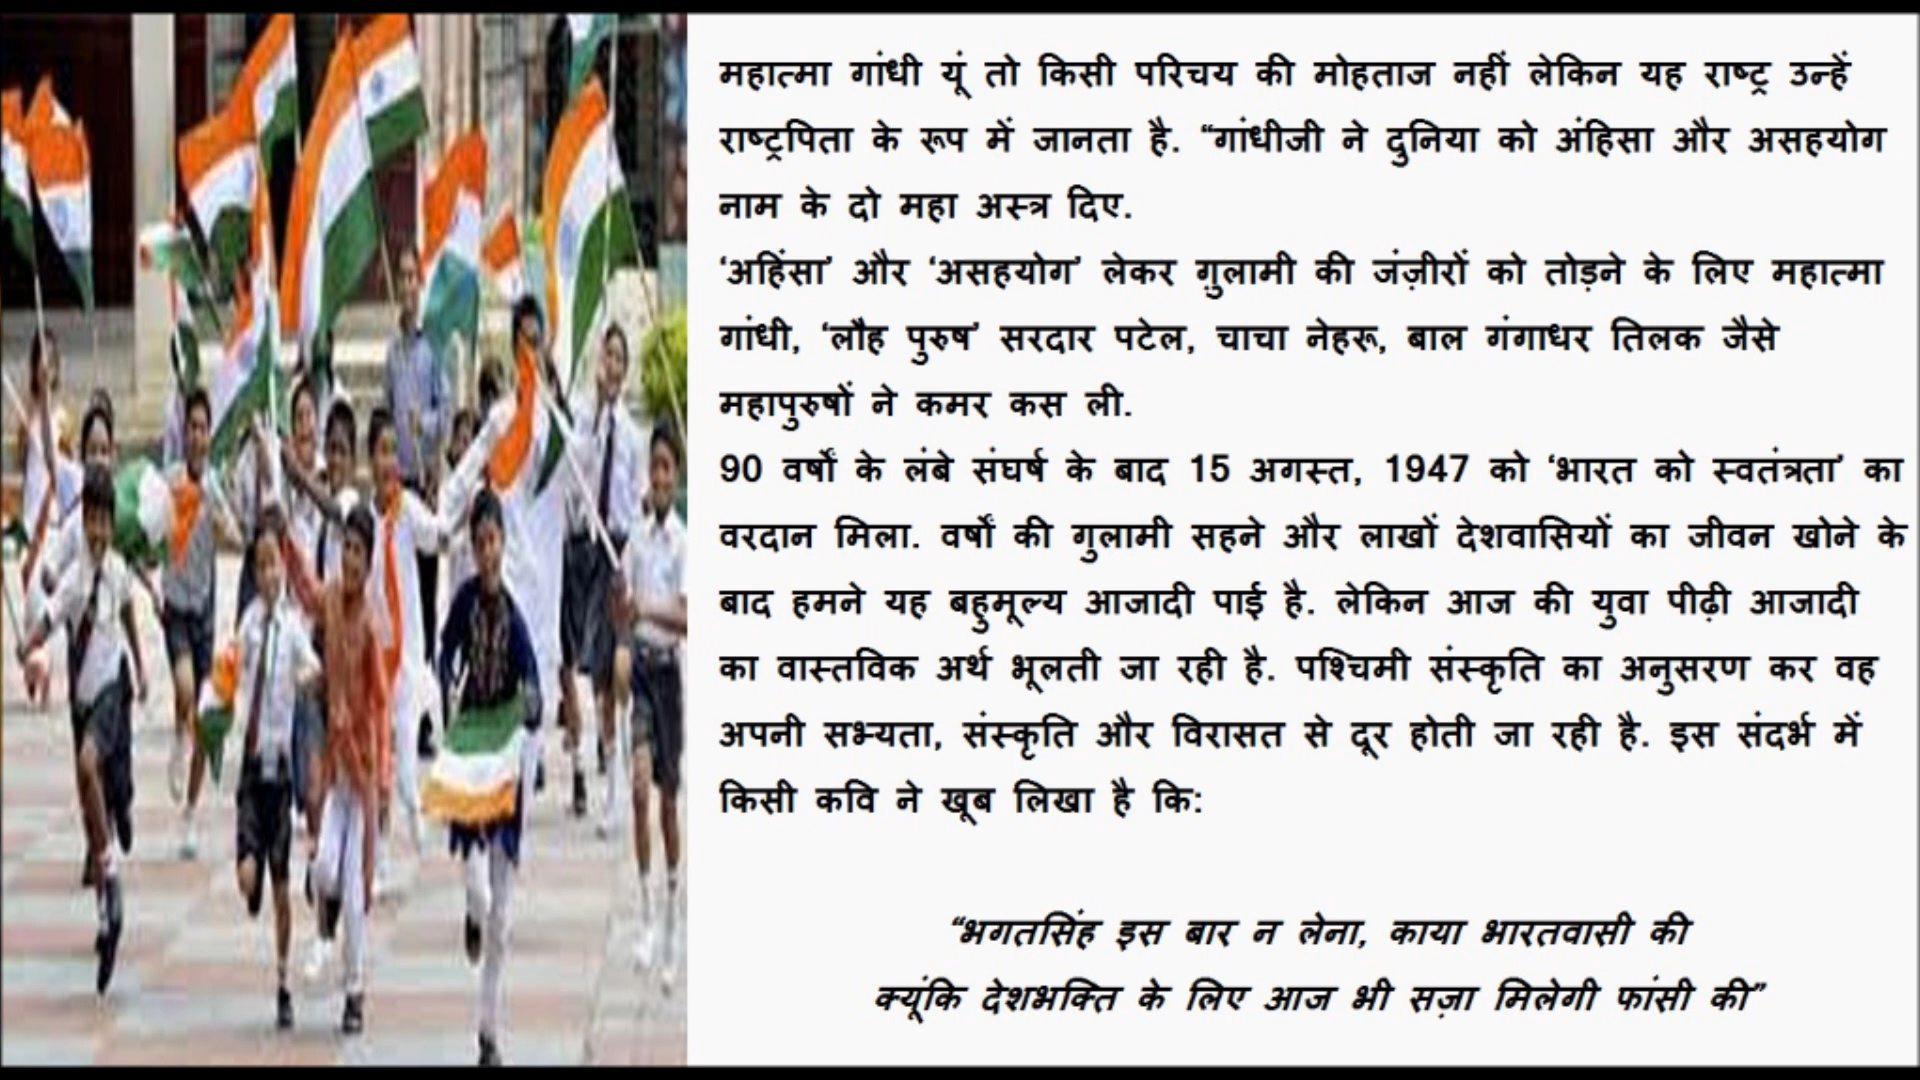 महात्मा गांधी यूं तो किसी परिचय की मोहताज नहीं लेकिन यह राष्ट्र उन्हें
राष्ट्रपिता के रूप में जानता है. “गांधीजी ने दुनिया को अंहिसा और असहयोग
नाम के दो महा अस्त्र दिए.
‘अहिंसा’ और ‘असहयोग’ लेकर ग़ुलामी की जंज़ीरों को तोड़ने के लिए महात्मा
गांधी, ‘लौह पुरुष’ सरदार पटेल, चाचा नेहरू, बाल गंगाधर तिलक जैसे
महापुरुषों ने कमर कस ली.
90 वर्षों के लंबे संघर्ष के बाद 15 अगस्त, 1947 को ‘भारत को स्वतंत्रता’ का
वरदान मिला. वर्षों की गुलामी सहने और लाखों देशवासियों का जीवन खोने के
बाद हमने यह बहुमूल्य आजादी पाई है. लेकिन आज की युवा पीढ़ी आजादी
का वास्तविक अर्थ भूलती जा रही है. पश्चिमी संस्कृति का अनुसरण कर वह
अपनी सभ्यता, संस्कृति और विरासत से दूर होती जा रही है. इस संदर्भ में
किसी कवि ने खूब लिखा है कि:
“भगतसिंह इस बार न लेना, काया भारतवासी की
क्यूंकि देशभक्ति के लिए आज भी सज़ा मिलेगी फांसी की”